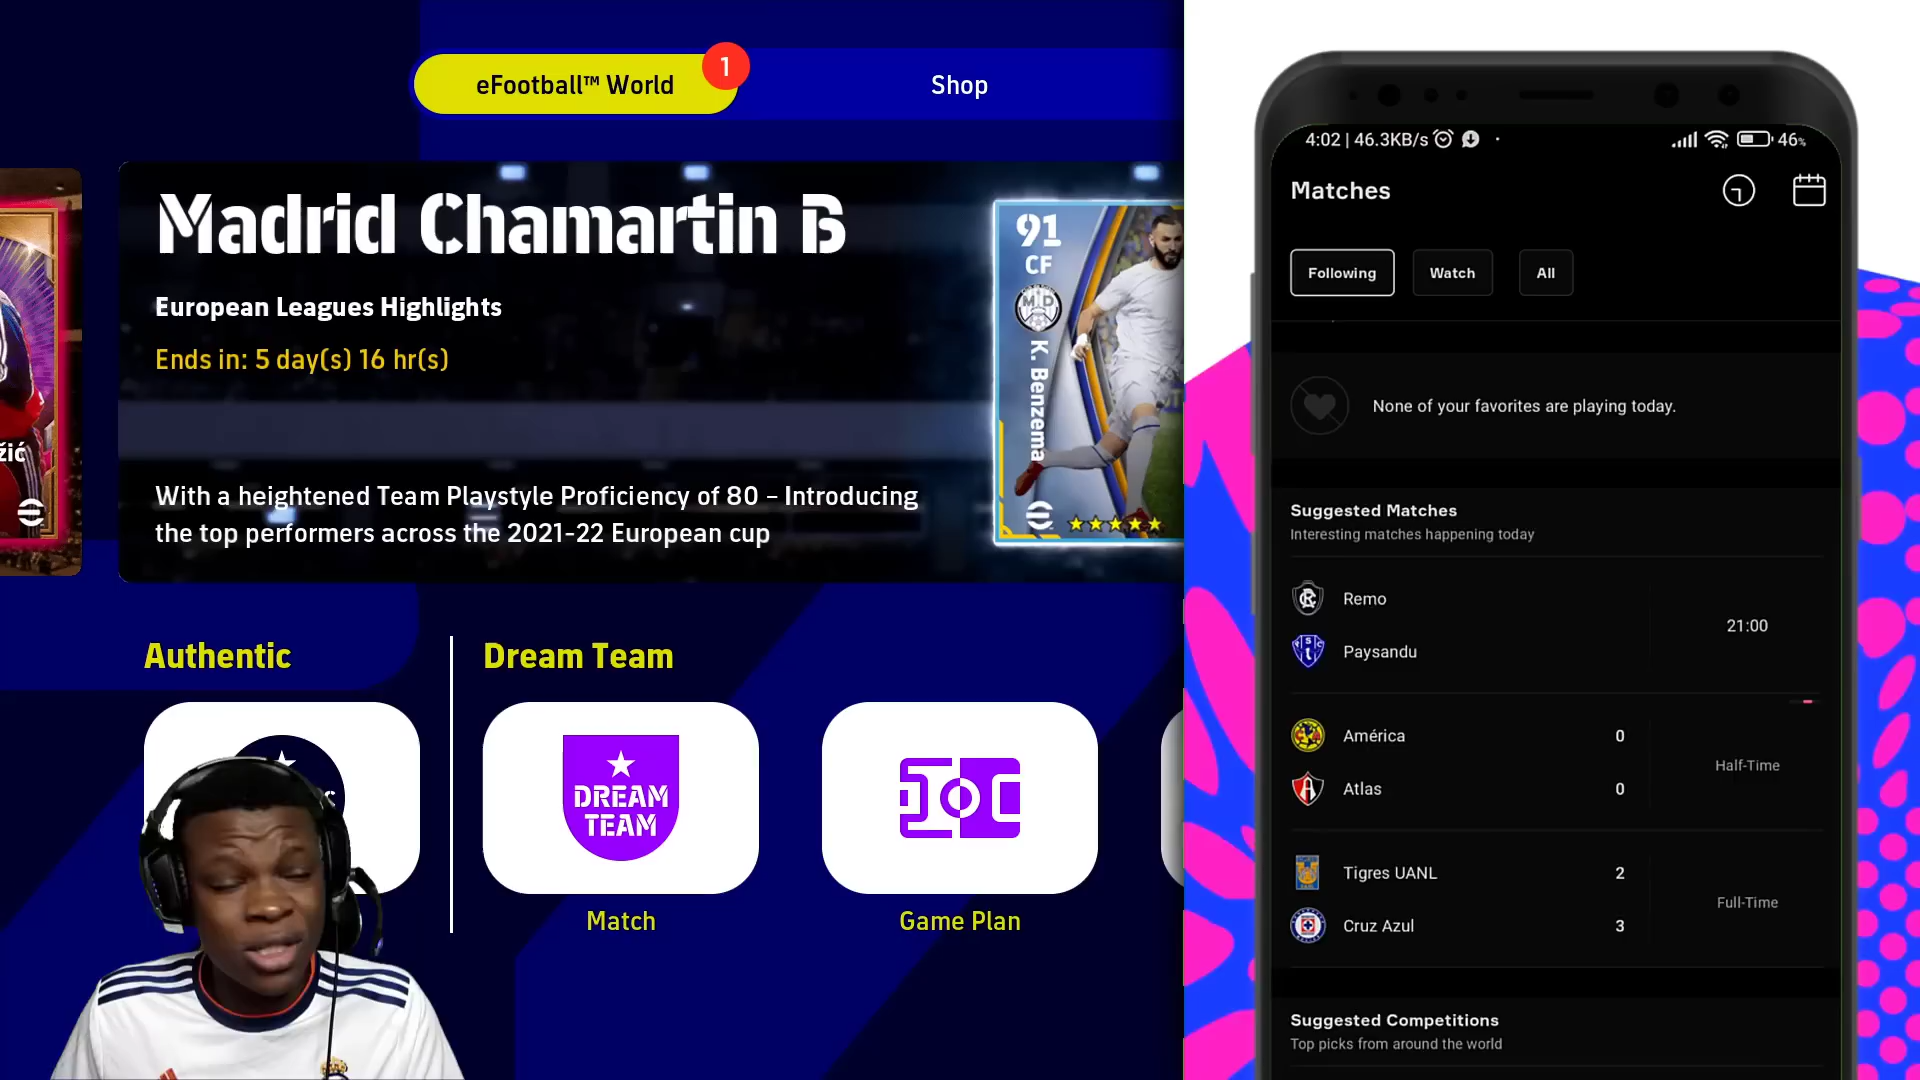 eFootball™ World
1
Shop
Madrid Chamartin B
European Leagues Highlights
Ends in: 5 day(s) 16 hr(s)
With a heightened Team Playstyle Proficiency of 80 – Introducing
the top performers across the 2021-22 European cup
91
CF
MD
K. Benzema
žić
Authentic
Dream Team
DREAM
TEAM
Match
Game Plan
4:02 | 46.3KB/s
46%
Matches
Following
Watch
All
None of your favorites are playing today.
Suggested Matches
Interesting matches happening today
Remo
Paysandu
21:00
América 0
Atlas 0
Half-Time
Tigres UANL 2
Cruz Azul 3
Full-Time
Suggested Competitions
Top picks from around the world